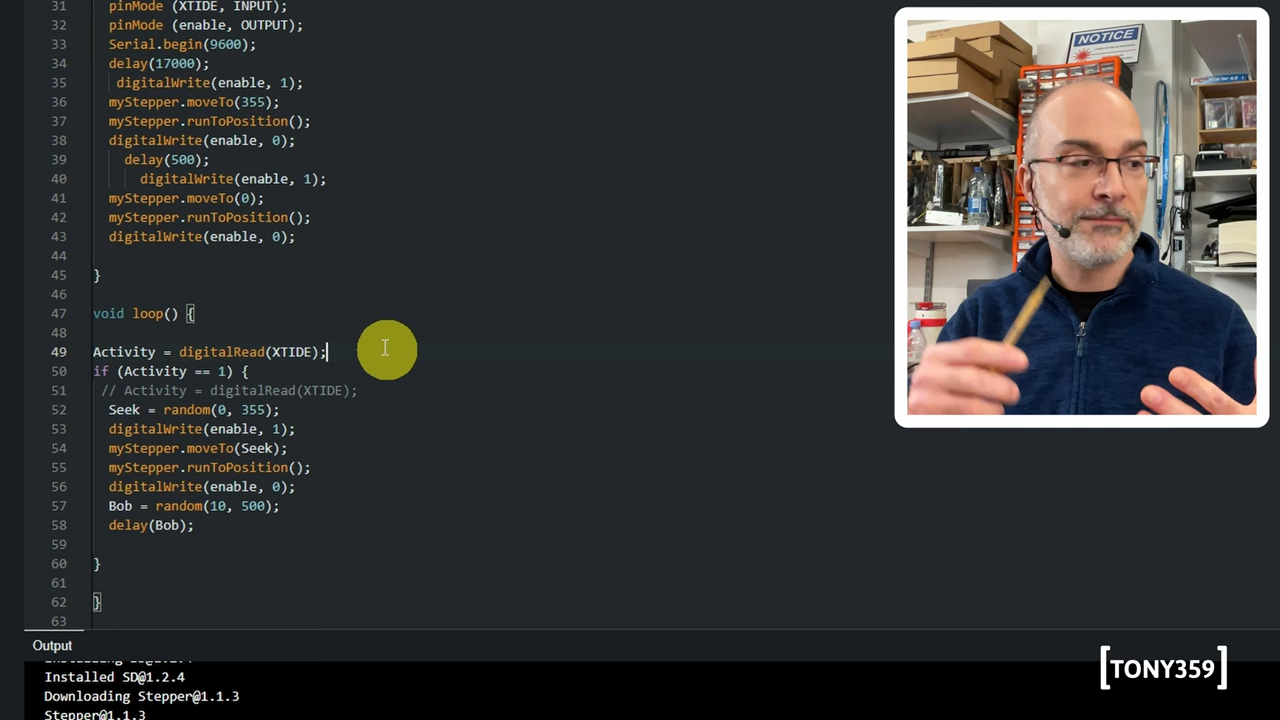 31 pinMode (XTIDE, INPUT);
32 pinMode (enable, OUTPUT);
33 Serial.begin(9600);
34 delay(17000);
35 digitalWrite(enable, 1);
36 myStepper.moveTo(355);
37 myStepper.runToPosition();
38 digitalWrite(enable, 0);
39 delay(500);
40 digitalWrite(enable, 1);
41 myStepper.moveTo(0);
42 myStepper.runToPosition();
43 digitalWrite(enable, 0);
44
45 }
46
47 void loop() {
48
49 Activity = digitalRead(XTIDE);
50 if (Activity == 1) {
51 // Activity = digitalRead(XTIDE);
52 Seek = random(0, 355);
53 digitalWrite(enable, 1);
54 myStepper.moveTo(Seek);
55 myStepper.runToPosition();
56 digitalWrite(enable, 0);
57 Bob = random(10, 500);
58 delay(Bob);
59
60 }
61
62 }
63
Output
Installed SD@1.2.4
Downloading Stepper@1.1.3
Stepper@1.1.3
NOTICE
[TONY359]